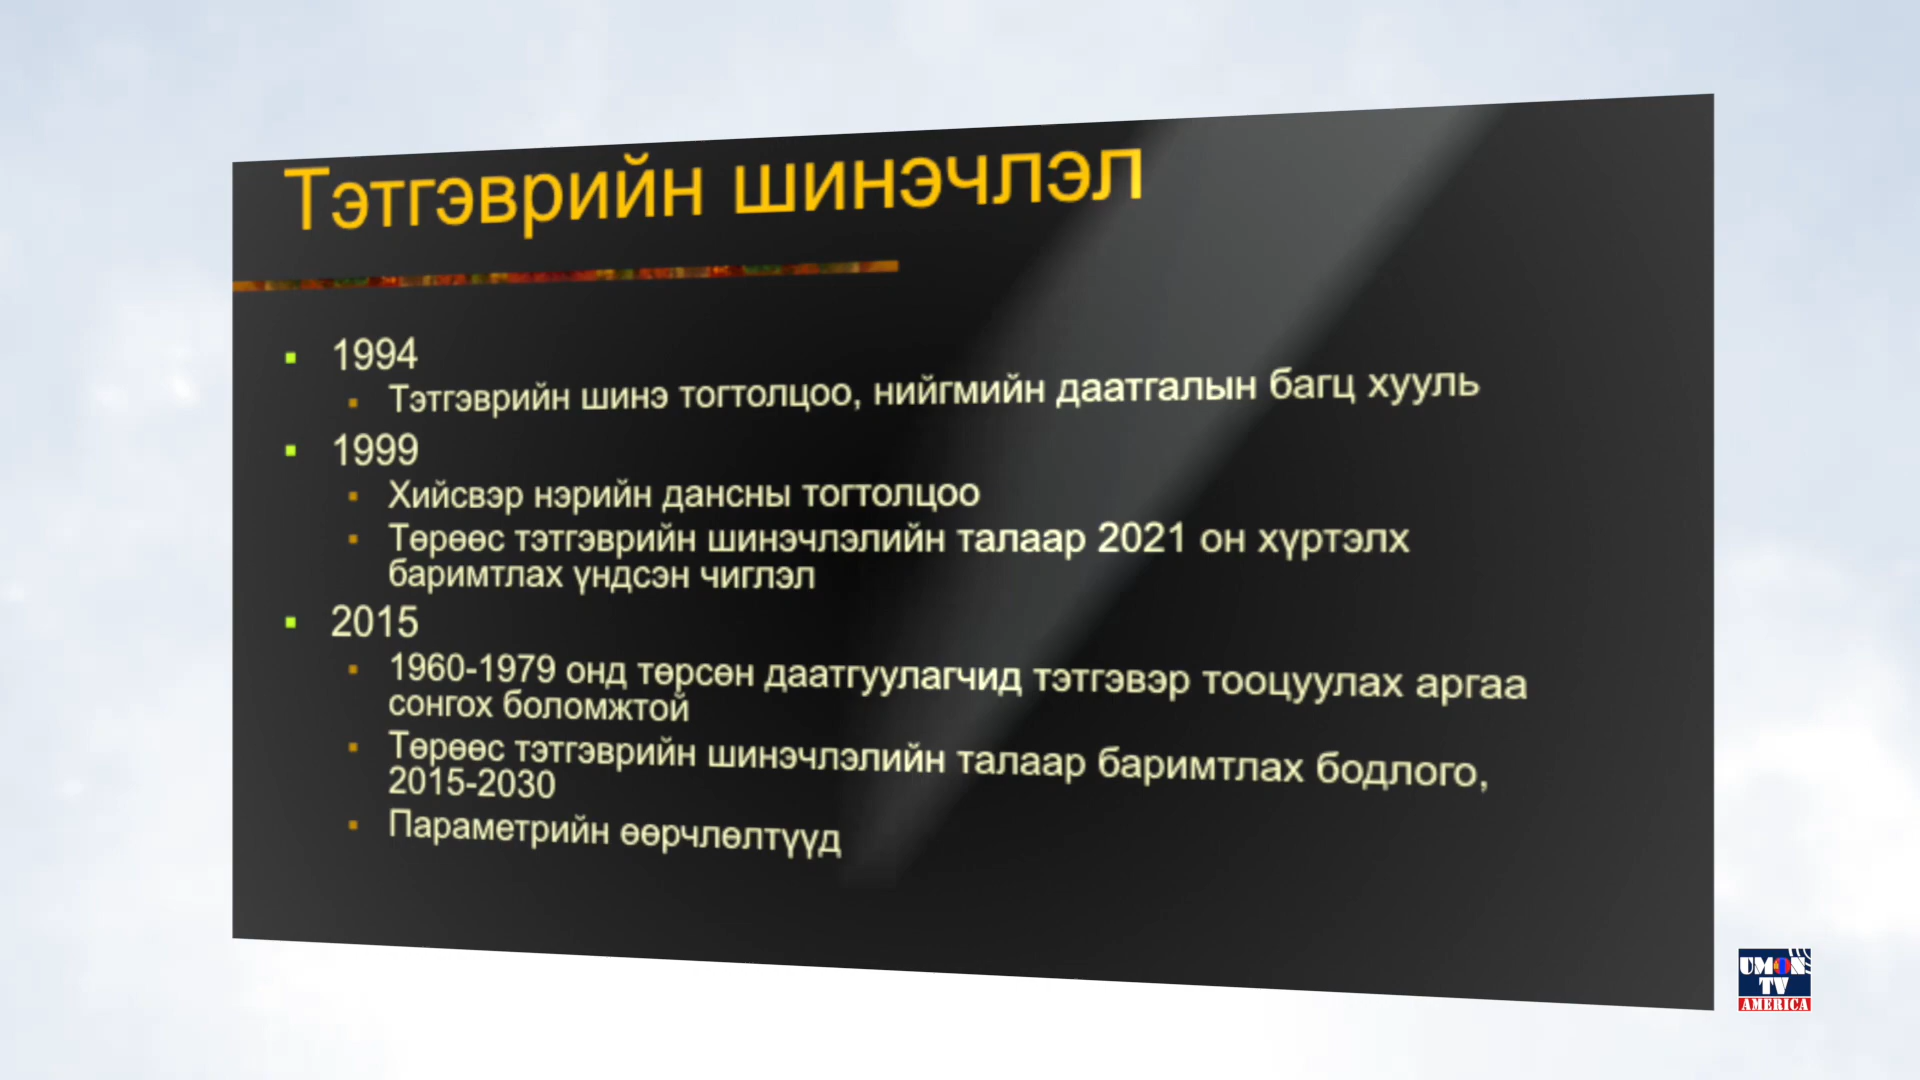 Тэтгэврийн шинэчлэл
1994
Тэтгэврийн шинэ тогтолцоо, нийгмийн даатгалын багц хууль
1999
Хийсвэр нэрийн дансны тогтолцоо
Төрөөс тэтгэврийн шинэчлэлийн талаар 2021 он хүртэлх
баримтлах үндсэн чиглэл
2015
1960-1979 онд төрсөн даатгуулагчид тэтгэвэр тооцуулах аргаа
сонгох боломжтой
Төрөөс тэтгэврийн шинэчлэлийн талаар баримтлах бодлого,
2015-2030
Параметрийн өөрчлөлтүүд
UMON
TV
AMERICA